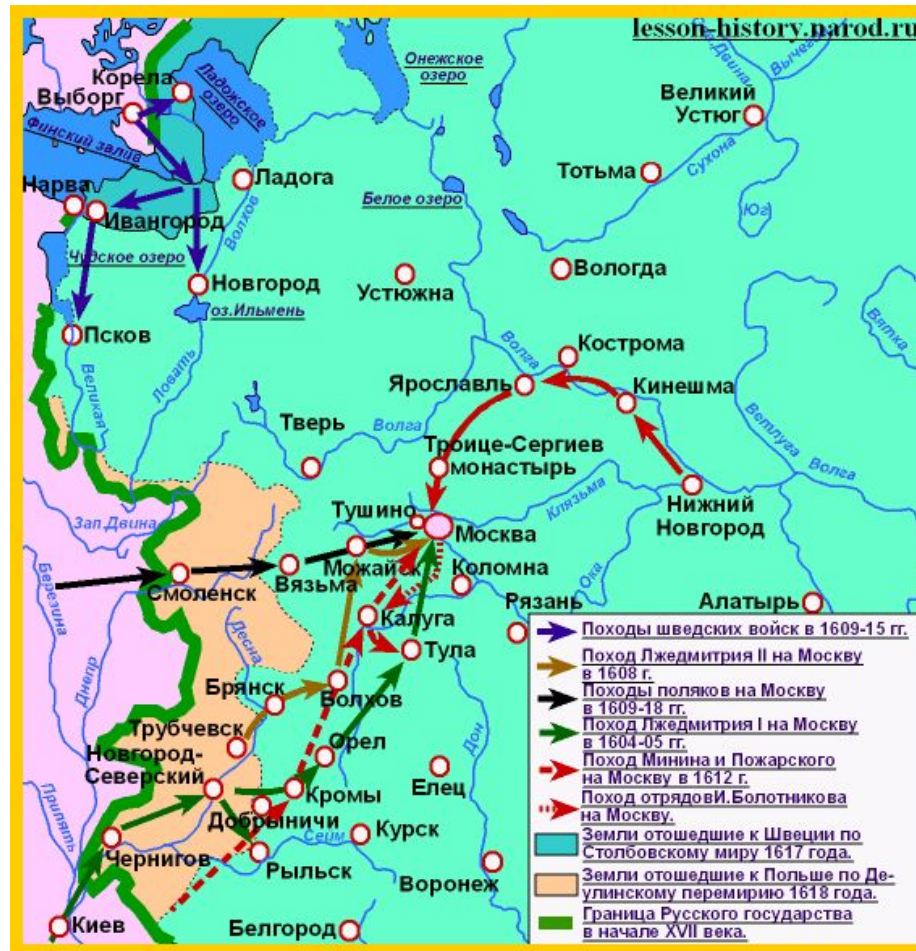 lesson-history.narod.ru
Корела
Выборг
Ладожское
озеро
Онежское
озеро
Финский залив
Нарва
Ивангород
Чудское озеро
Псков
Ладога
Волхов
Новгород
оз.Ильмень
Ловать
Великая
Белое озеро
Устюжна
Вычегда
Великий
Устюг
Тотьма
Сухона
Юг
Вологда
Вятка
Ветлуга
Волга
Волга
Кострома
Ярославль
Кинешма
Тверь
Волга
Троице-Сергиев
монастырь
Клязьма
Нижний
Новгород
Тушино
Москва
Зап.Двина
Березина
Смоленск
Вязьма
Можайск
Коломна
Ока
Рязань
Алатырь
Днепр
Десна
Калуга
Тула
Брянск
Болхов
Трубчевск
Новгород-
Северский
Орел
Дон
Елец
Кромы
Добрыничи
Сейм
Курск
Припять
Чернигов
Рыльск
Воронеж
Киев
Белгород
Походы шведских войск в 1609-15 гг.
Поход Лжедмитрия II на Москву
в 1608 г.
Походы поляков на Москву
в 1609-18 гг.
Поход Лжедмитрия I на Москву
в 1604-05 гг.
Поход Минина и Пожарского
на Москву в 1612 г.
Поход отрядовИ.Болотникова
на Москву.
Земли отошедшие к Швеции по
Столбовскому миру 1617 года.
Земли отошедшие к Польше по Де-
улинскому перемирию 1618 года.
Граница Русского государства
в начале XVII века.